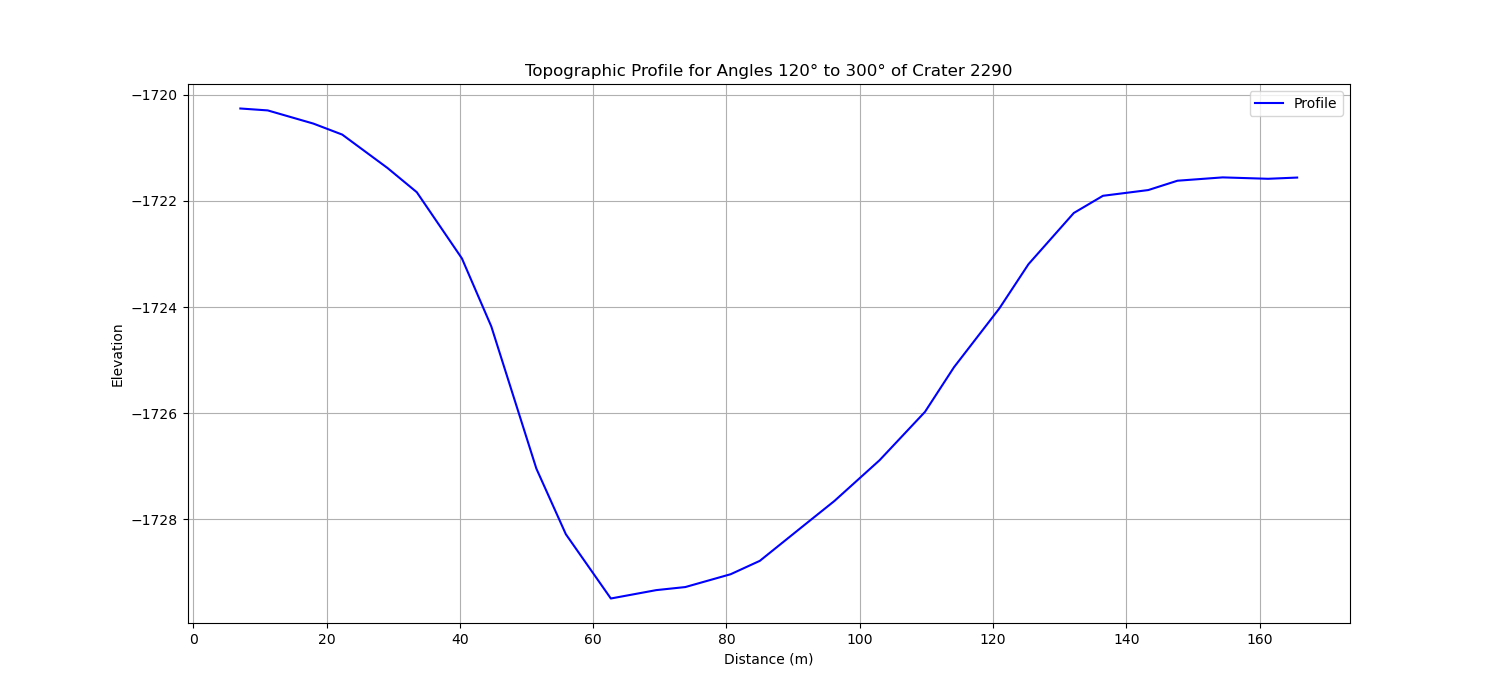 Topographic Profile for Angles 120° to 300° of Crater 2290
Profile
−1720
−1722
−1724
−1726
−1728
Elevation
0 20 40 60 80 100 120 140 160
Distance (m)